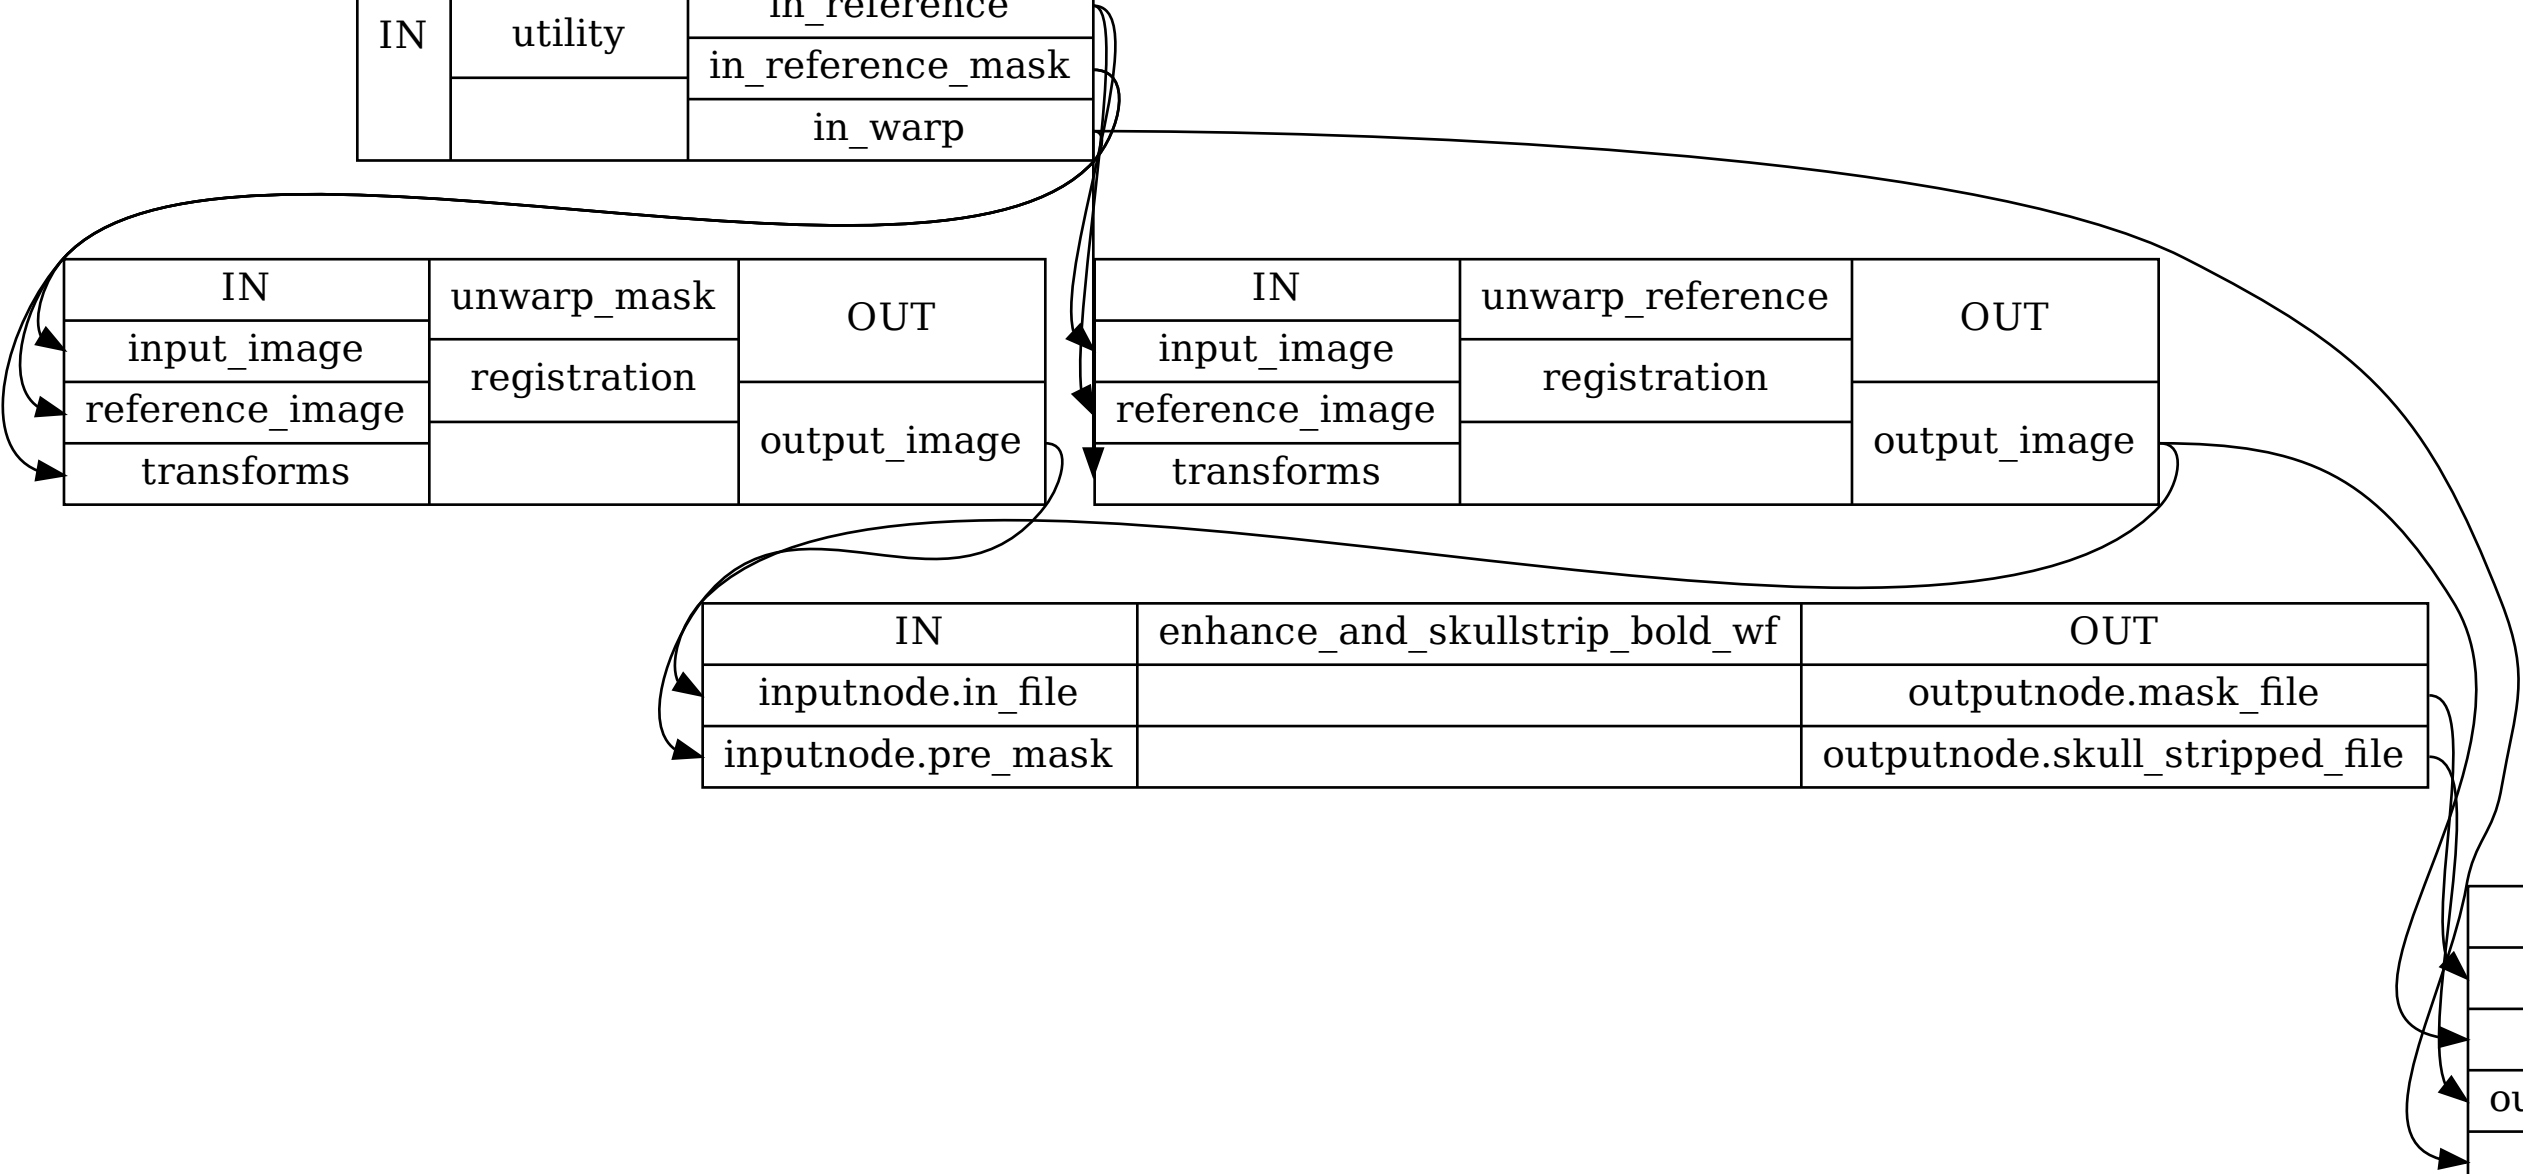 IN
utility
in_reference
in_reference_mask
in_warp
IN
input_image
reference_image
transforms
unwarp_mask
registration
OUT
output_image
IN
input_image
reference_image
transforms
unwarp_reference
registration
OUT
output_image
IN
inputnode.in_file
inputnode.pre_mask
enhance_and_skullstrip_bold_wf
OUT
outputnode.mask_file
outputnode.skull_stripped_file